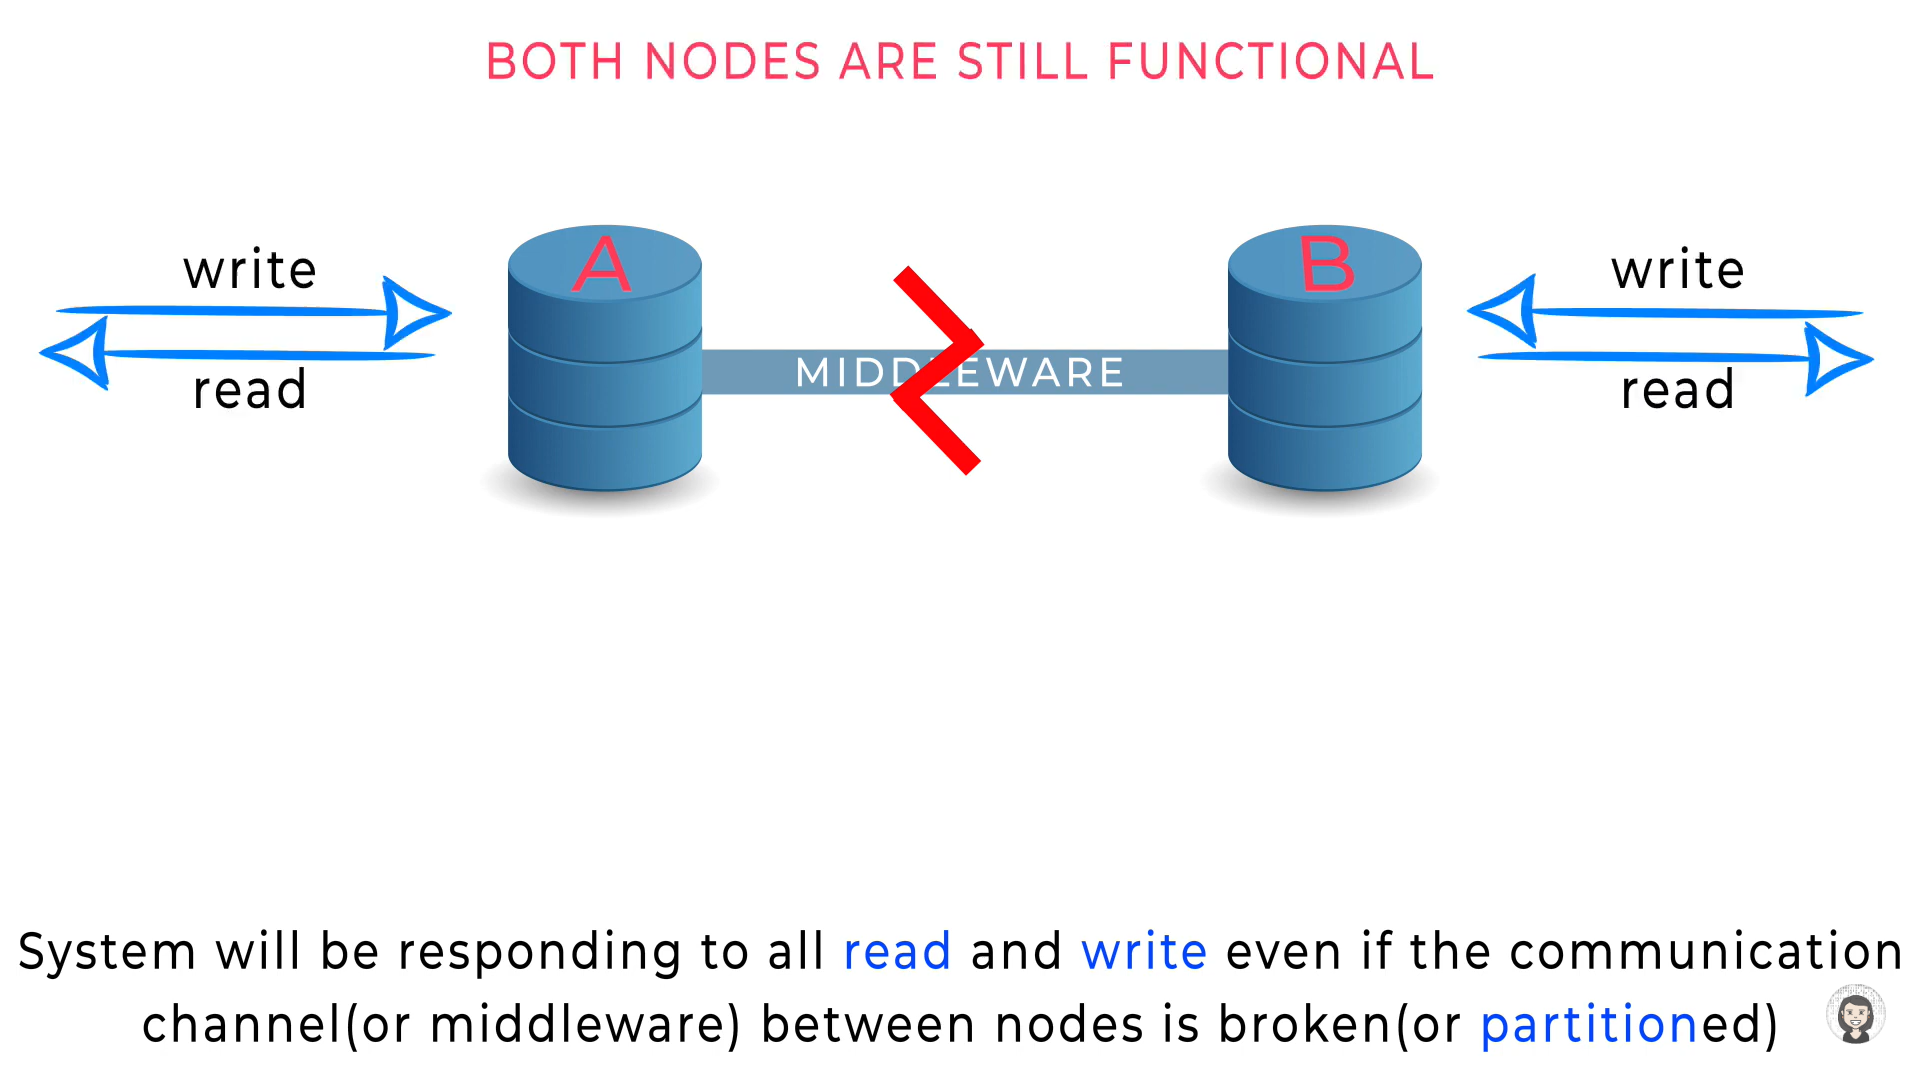 BOTH NODES ARE STILL FUNCTIONAL
A
B
write
write
MIDDLEWARE
read
read
System will be responding to all read and write even if the communication
channel(or middleware) between nodes is broken(or partitioned)